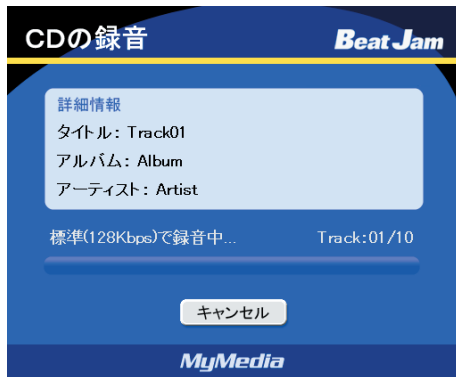 CDの録音
Beat Jam
詳細情報
タイトル: Track01
アルバム: Album
アーティスト: Artist
標準(128Kbps)で録音中... Track:01/10
キャンセル
MyMedia